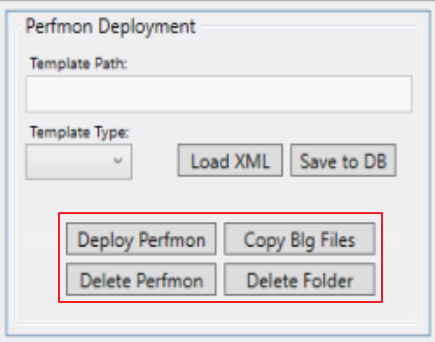 Perfmon Deployment
Template Path:
Template Type:
Load XML Save to DB
Deploy Perfmon Copy Blg Files
Delete Perfmon Delete Folder